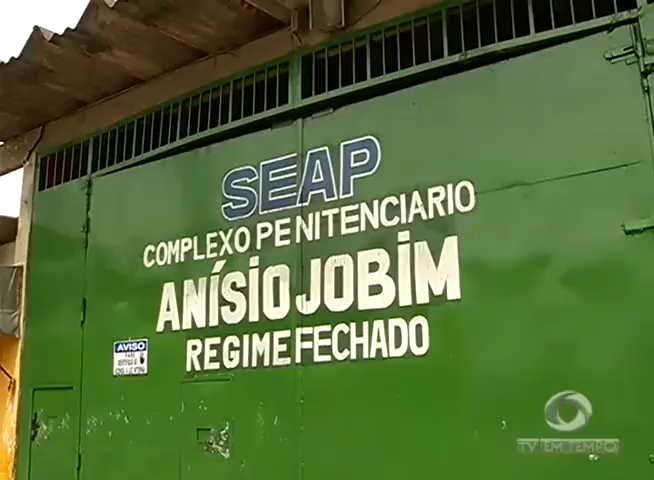 SEAP
COMPLEXO PENITENCIARIO
ANÍSIO JOBIM
REGIME FECHADO
AVISO
TV EM TEMPO